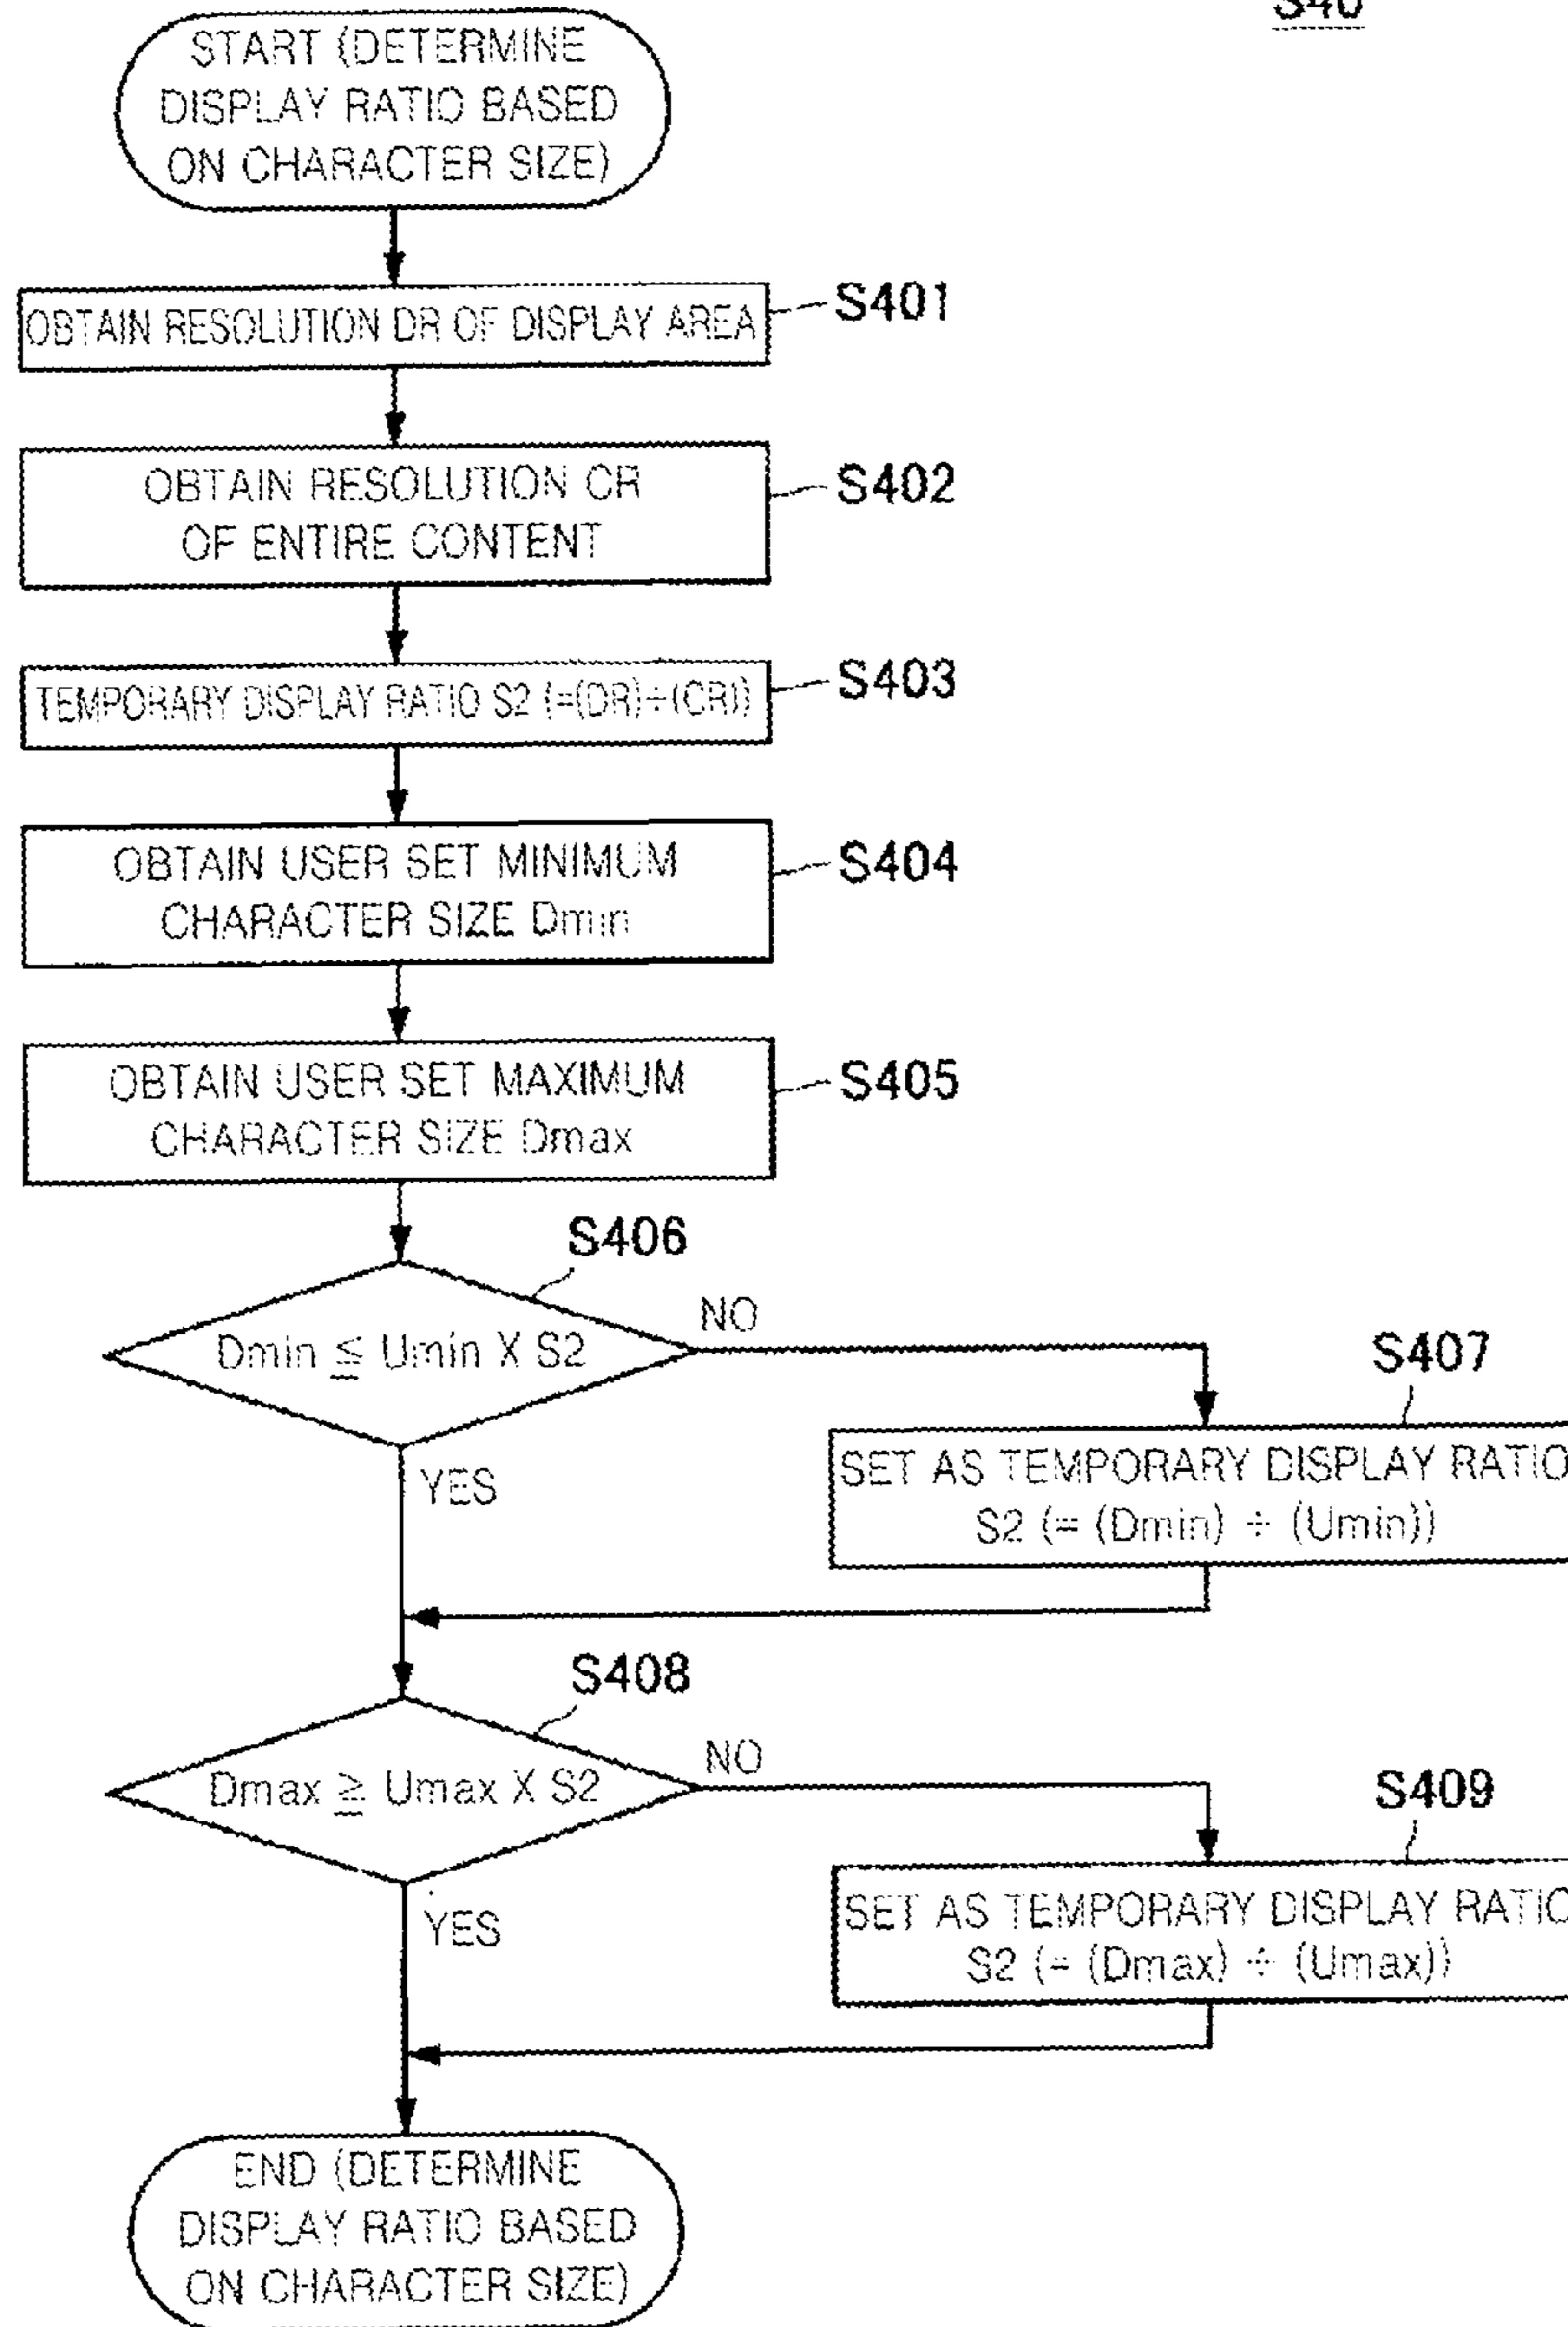 S40
START (DETERMINE
DISPLAY RATIO BASED
ON CHARACTER SIZE)
OBTAIN RESOLUTION DR OF DISPLAY AREA
S401
OBTAIN RESOLUTION CR
OF ENTIRE CONTENT
S402
TEMPORARY DISPLAY RATIO S2 (=(DR)÷(CR))
S403
OBTAIN USER SET MINIMUM
CHARACTER SIZE Dmin
S404
OBTAIN USER SET MAXIMUM
CHARACTER SIZE Dmax
S405
S406
Dmin ≦ Umin X S2
NO
YES
S407
SET AS TEMPORARY DISPLAY RATIO
S2 (= (Dmin) ÷ (Umin))
S408
Dmax ≧ Umax X S2
NO
YES
S409
SET AS TEMPORARY DISPLAY RATIO
S2 (= (Dmax) ÷ (Umax))
END (DETERMINE
DISPLAY RATIO BASED
ON CHARACTER SIZE)